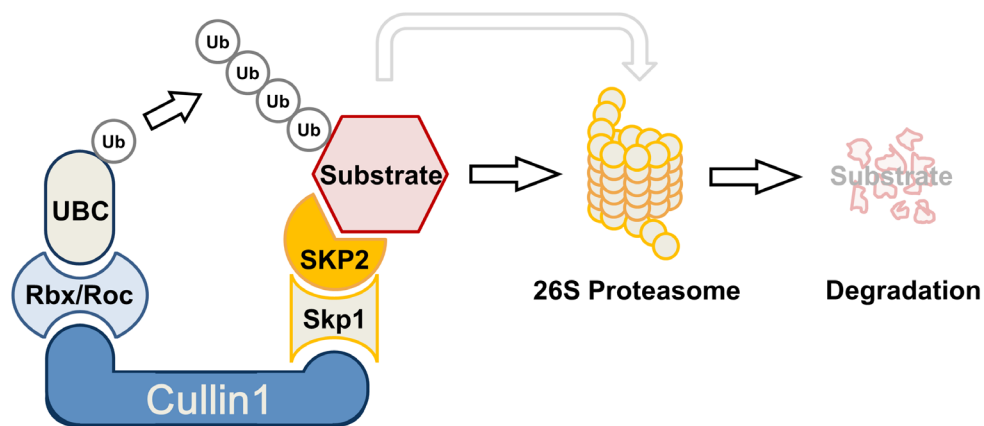 Ub
Ub
Ub
Ub
Ub
UBC
Substrate
Rbx/Roc
SKP2
Skp1
Cullin1
26S Proteasome
Substrate
Degradation